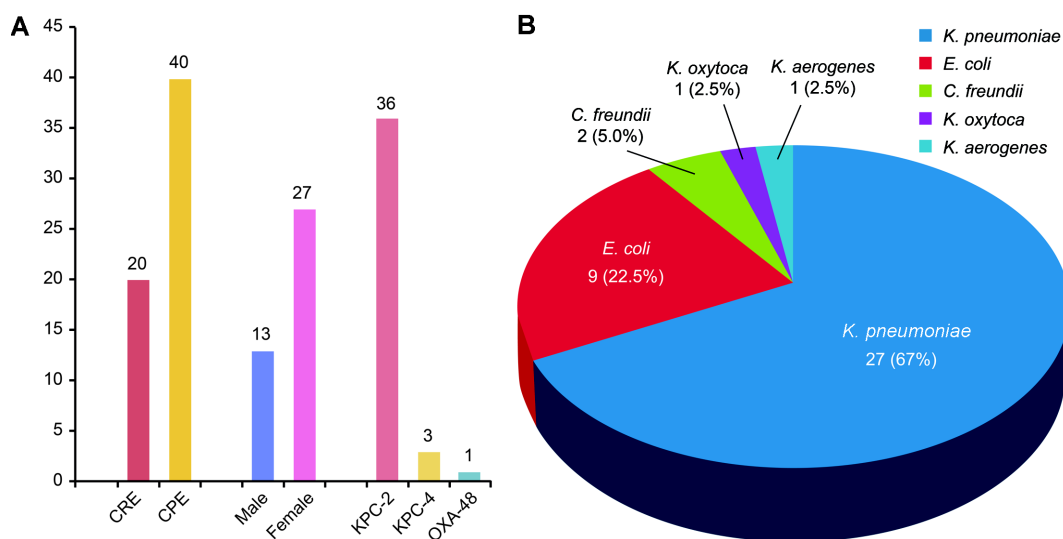 A
45
40
35
30
25
20
15
10
5
0
20
40
13
27
36
3
1
CRE
CPE
Male
Female
KPC-2
KPC-4
OXA-48
B
K. pneumoniae
E. coli
C. freundii
K. oxytoca
K. aerogenes
C. freundii
2 (5.0%)
K. oxytoca
1 (2.5%)
K. aerogenes
1 (2.5%)
E. coli
9 (22.5%)
K. pneumoniae
27 (67%)